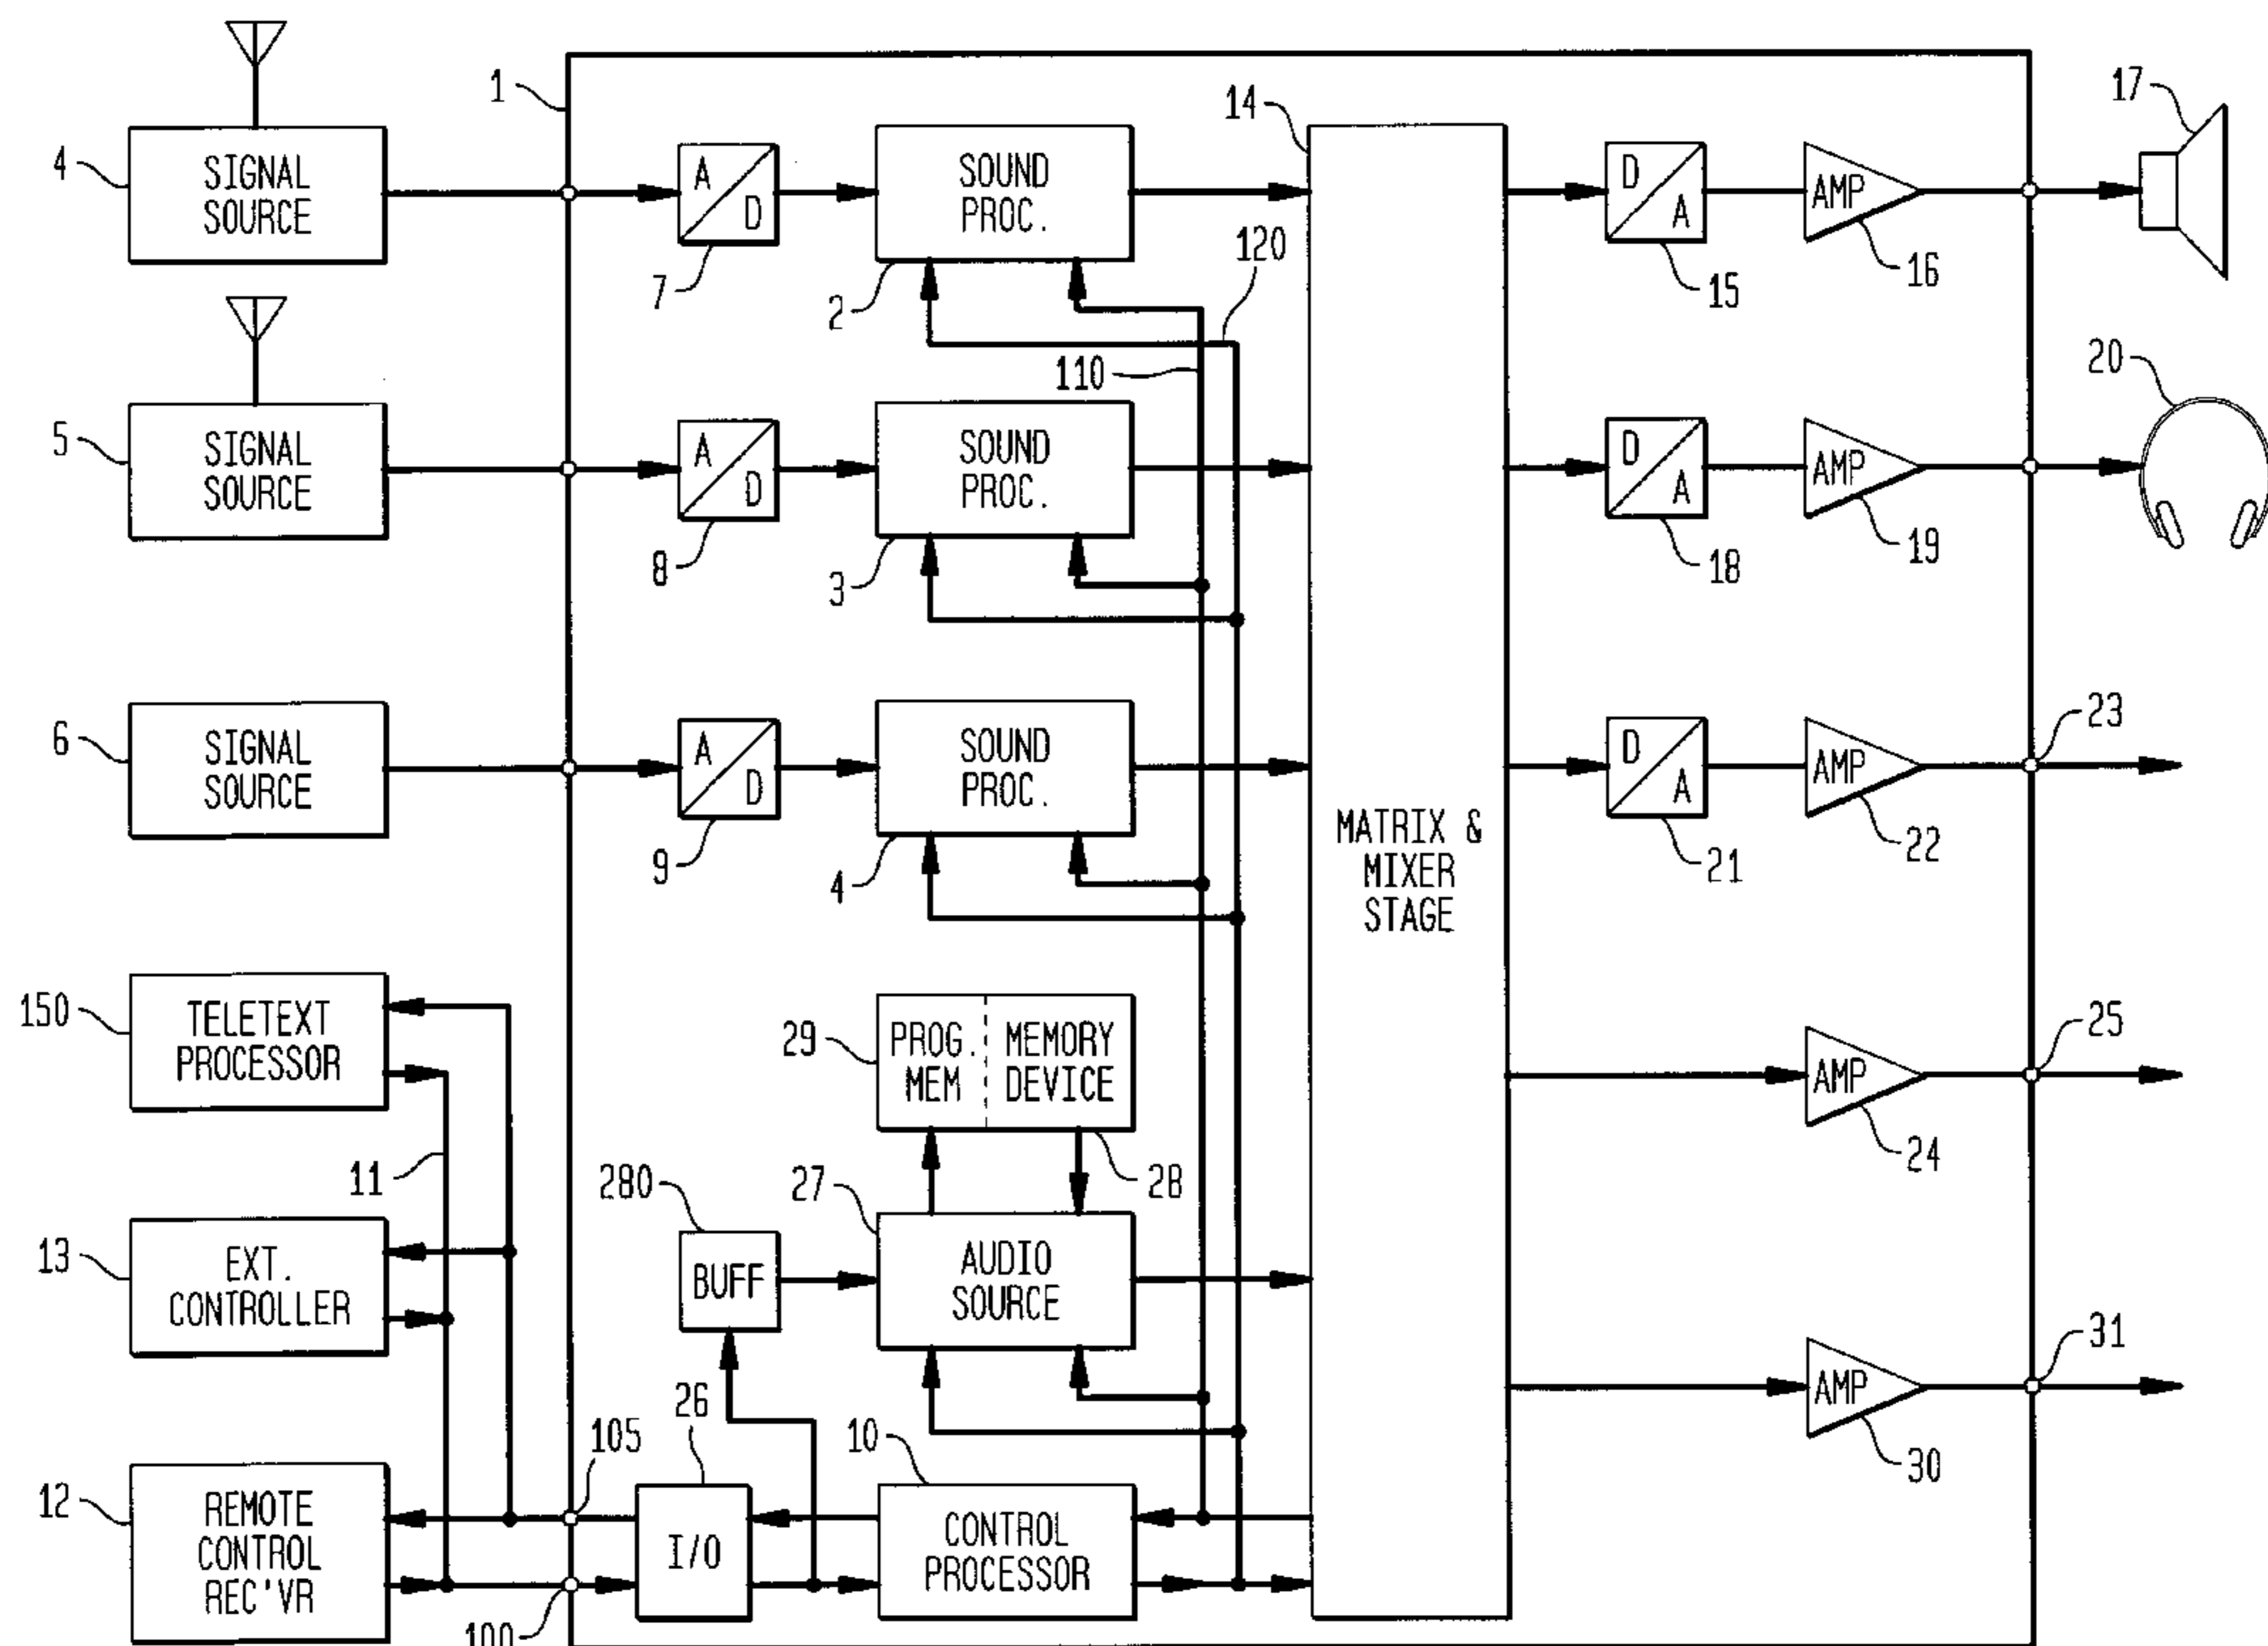 1
14
17
4
SIGNAL
SOURCE
A
D
SOUND
PROC.
D
A
AMP
7
2
120
15
16
110
20
5
SIGNAL
SOURCE
A
D
SOUND
PROC.
D
A
AMP
8
3
18
19
6
SIGNAL
SOURCE
A
D
SOUND
PROC.
D
A
AMP
23
9
4
21
22
MATRIX &
MIXER
STAGE
150
TELETEXT
PROCESSOR
29
PROG.
MEM
MEMORY
DEVICE
AMP
25
11
280
27
28
24
13
EXT.
CONTROLLER
BUFF
AUDIO
SOURCE
AMP
31
105
26
10
30
12
REMOTE
CONTROL
REC'VR
I/O
CONTROL
PROCESSOR
100